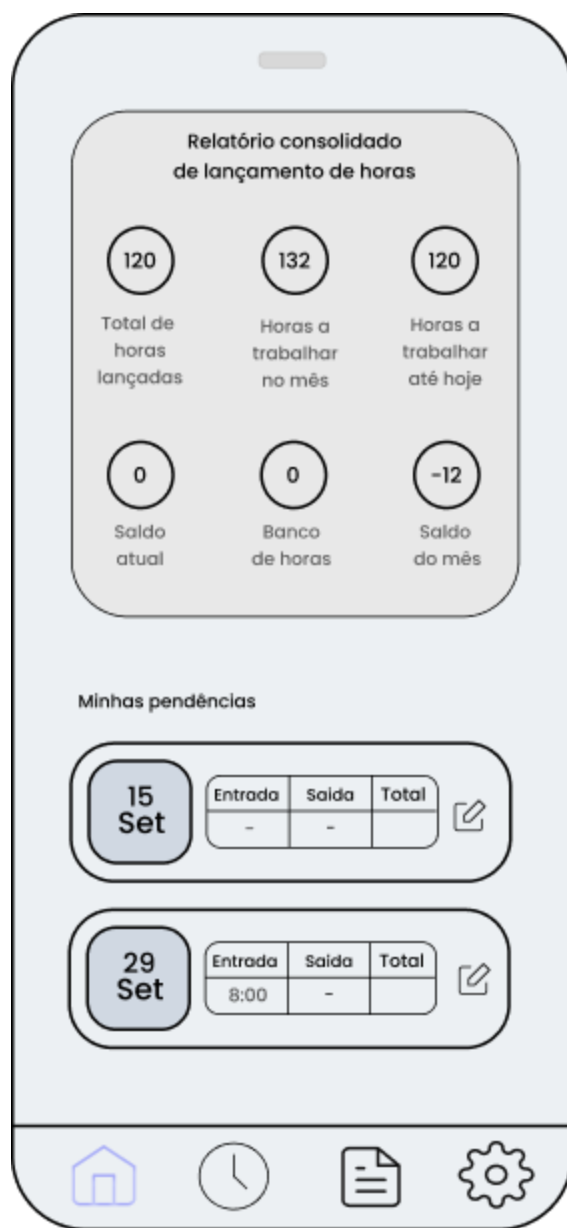 Relatório consolidado
de lançamento de horas
120
132
120
Total de
horas
lançadas
Horas a
trabalhar
no mês
Horas a
trabalhar
até hoje
0
0
-12
Saldo
atual
Banco
de horas
Saldo
do mês
Minhas pendências
15
Set
Entrada Saida Total
- -
29
Set
Entrada Saida Total
8:00 -